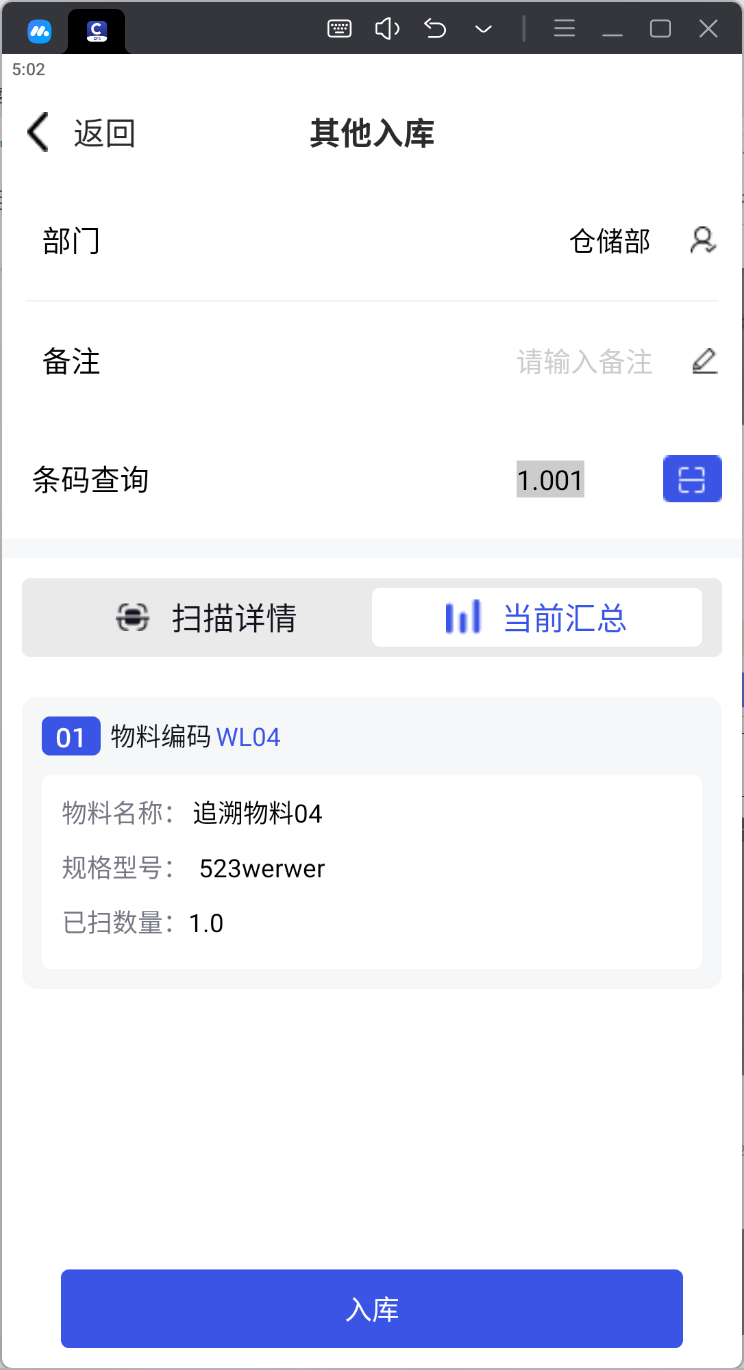 5:02
返回 其他入库
部门 仓储部
备注 请输入备注
条码查询 1.001
扫描详情 当前汇总
01 物料编码 WL04
物料名称： 追溯物料04
规格型号： 523werwer
已扫数量： 1.0
入库